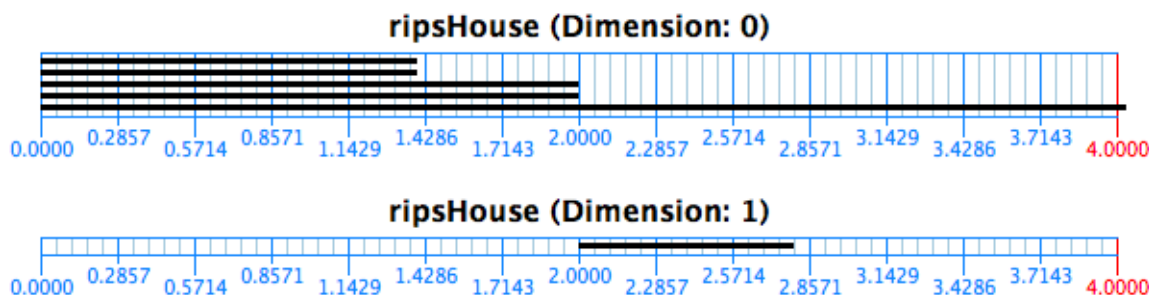 ripsHouse (Dimension: 0)
0.0000 0.2857 0.5714 0.8571 1.1429 1.4286 1.7143 2.0000 2.2857 2.5714 2.8571 3.1429 3.4286 3.7143 4.0000
ripsHouse (Dimension: 1)
0.0000 0.2857 0.5714 0.8571 1.1429 1.4286 1.7143 2.0000 2.2857 2.5714 2.8571 3.1429 3.4286 3.7143 4.0000